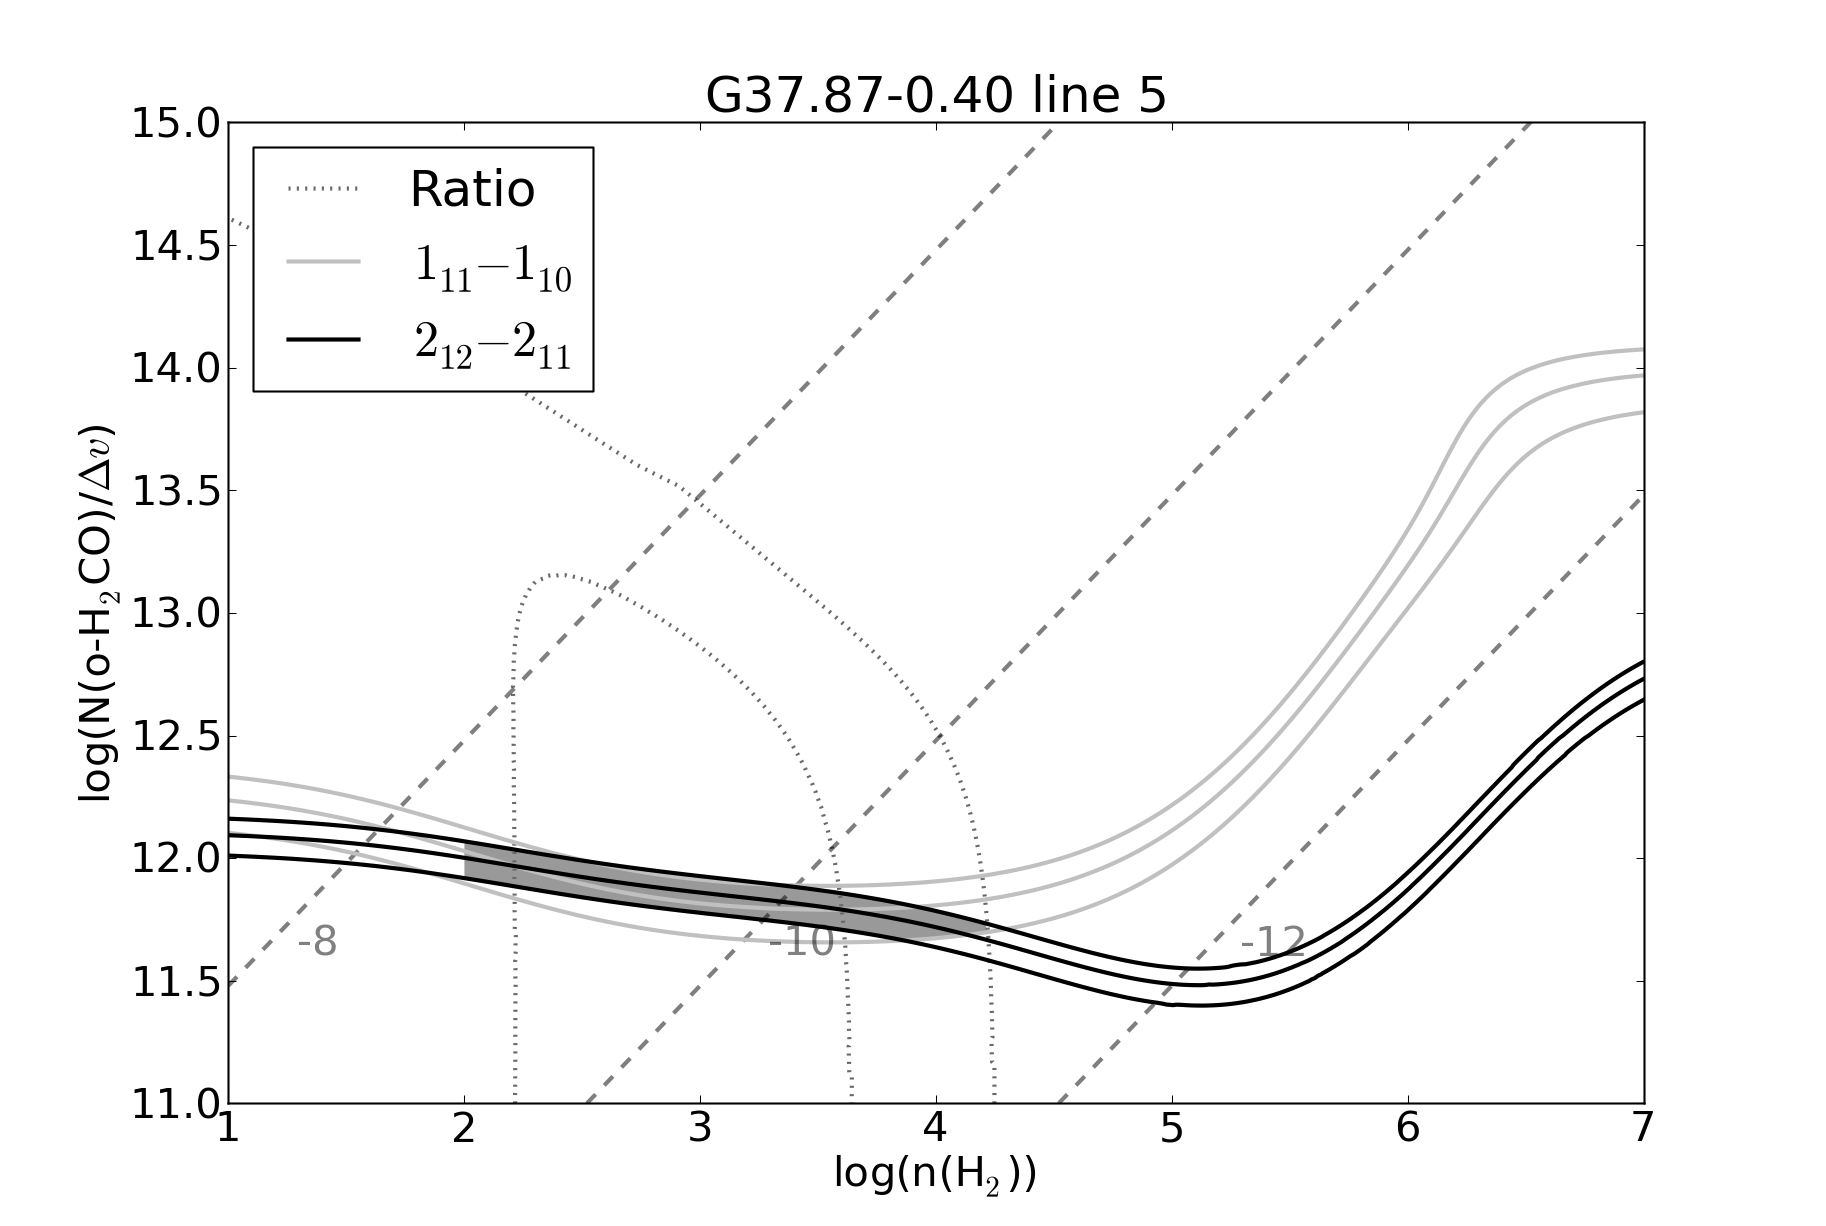 G37.87-0.40 line 5
15.0
14.5
14.0
13.5
13.0
12.5
12.0
11.5
11.0
log(N(o-H₂CO)/Δv)
Ratio
1₁₁−1₁₀
2₁₂−2₁₁
-8
-10
-12
1 2 3 4 5 6 7
log(n(H₂))